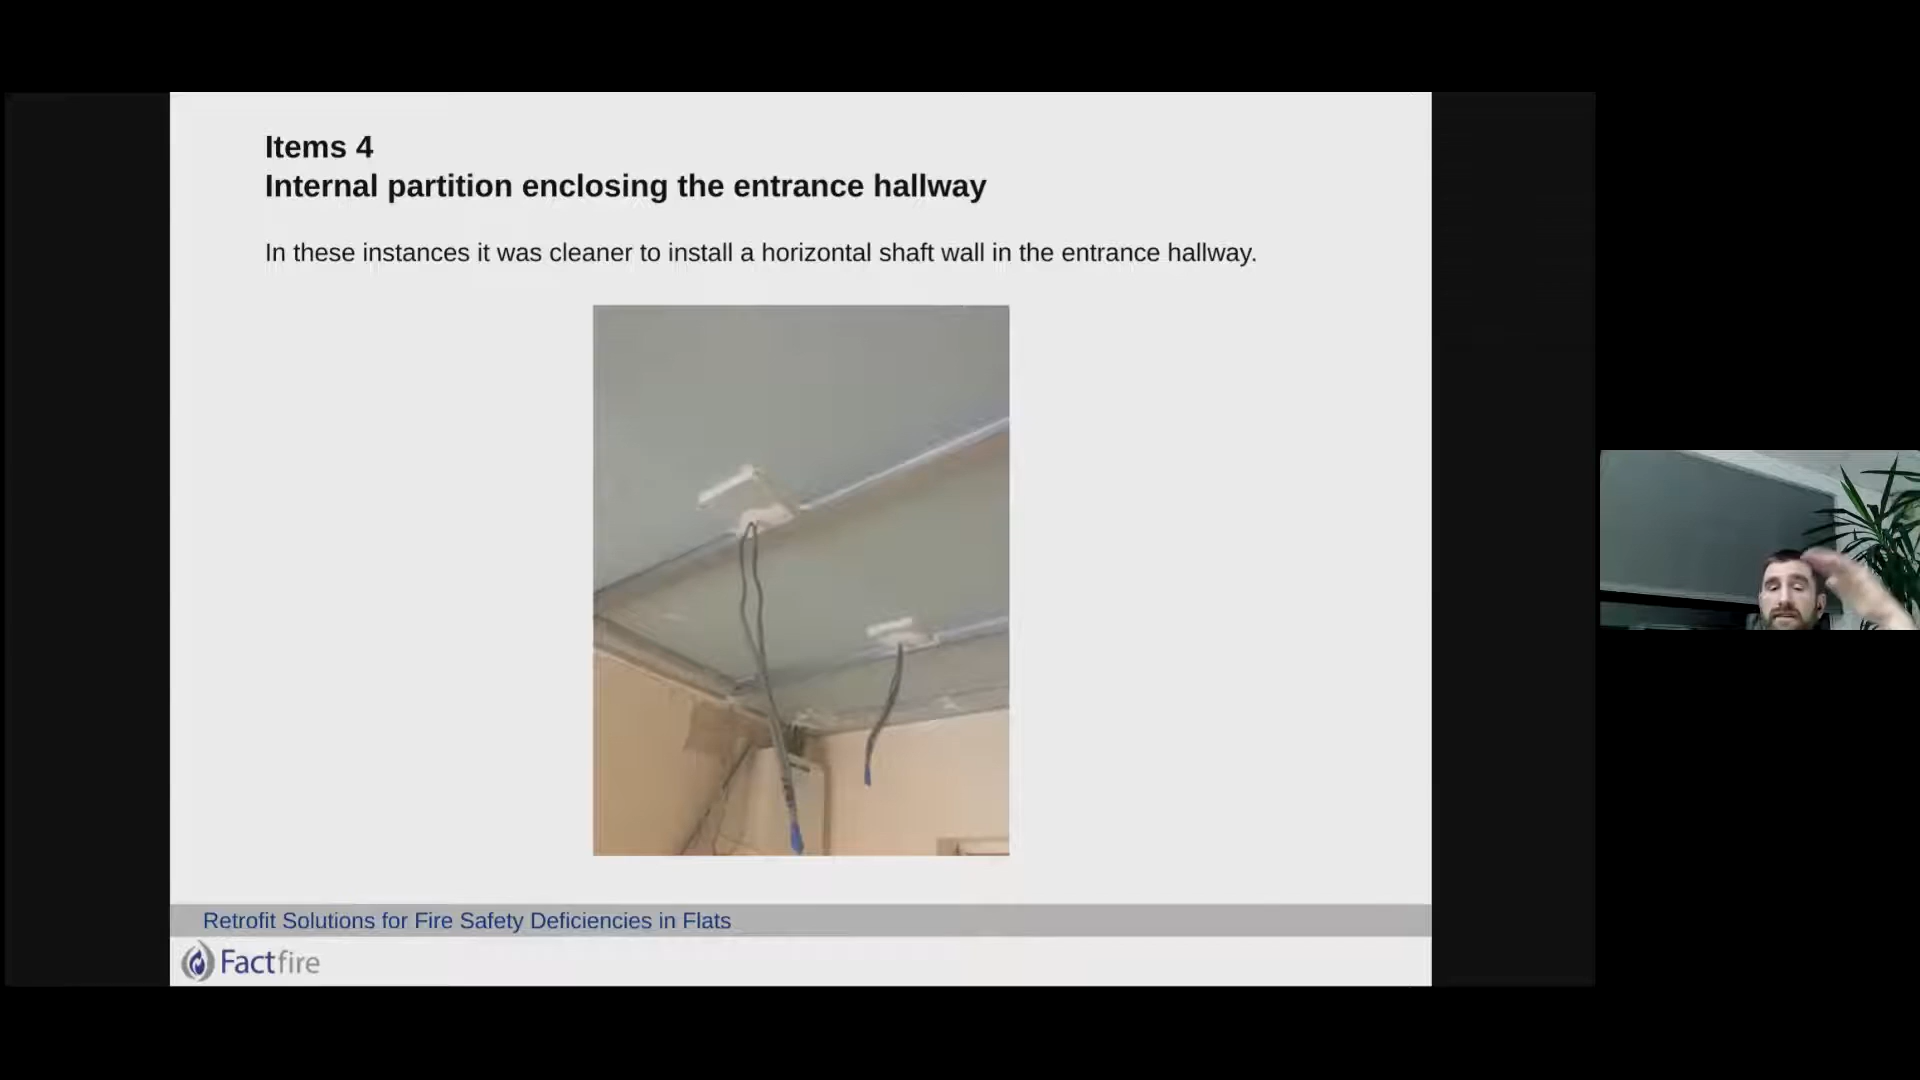 Items 4
Internal partition enclosing the entrance hallway
In these instances it was cleaner to install a horizontal shaft wall in the entrance hallway.
Retrofit Solutions for Fire Safety Deficiencies in Flats
Factfire